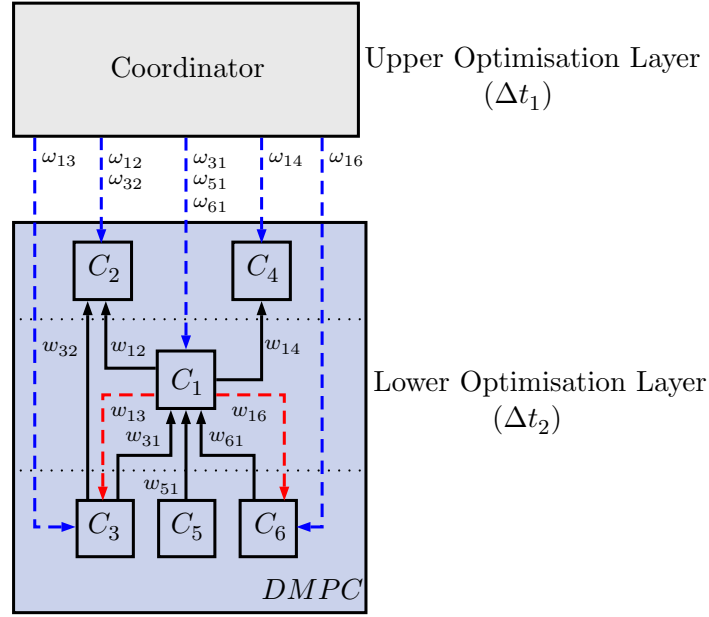 Coordinator
Upper Optimisation Layer
(Δt₁)
ω₁₃
ω₁₂
ω₃₂
ω₃₁
ω₅₁
ω₆₁
ω₁₄
ω₁₆
C₂
C₄
w₃₂
w₁₂
w₁₄
C₁
Lower Optimisation Layer
(Δt₂)
w₁₃
w₁₆
w₃₁
w₆₁
w₅₁
C₃
C₅
C₆
DMPC